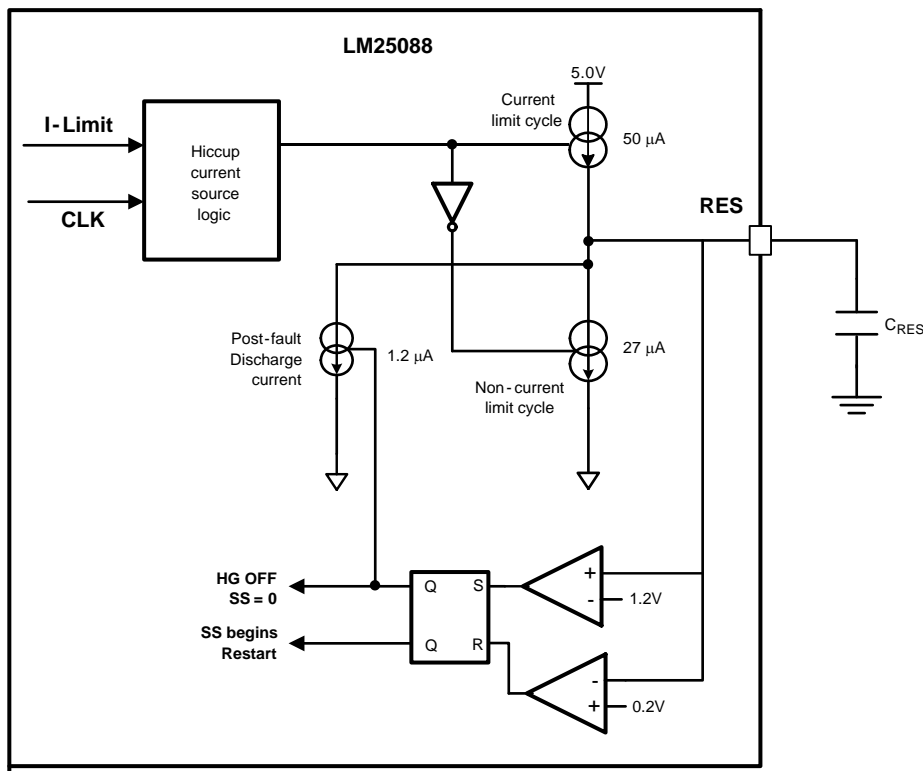 LM25088
5.0V
Current
limit cycle
50 µA
I-Limit
CLK
Hiccup
current
source
logic
RES
C_RES
Post-fault
Discharge
current
1.2 µA
27 µA
Non-current
limit cycle
HG OFF
SS = 0
Q
S
+
-
1.2V
SS begins
Restart
Q
R
-
+
0.2V